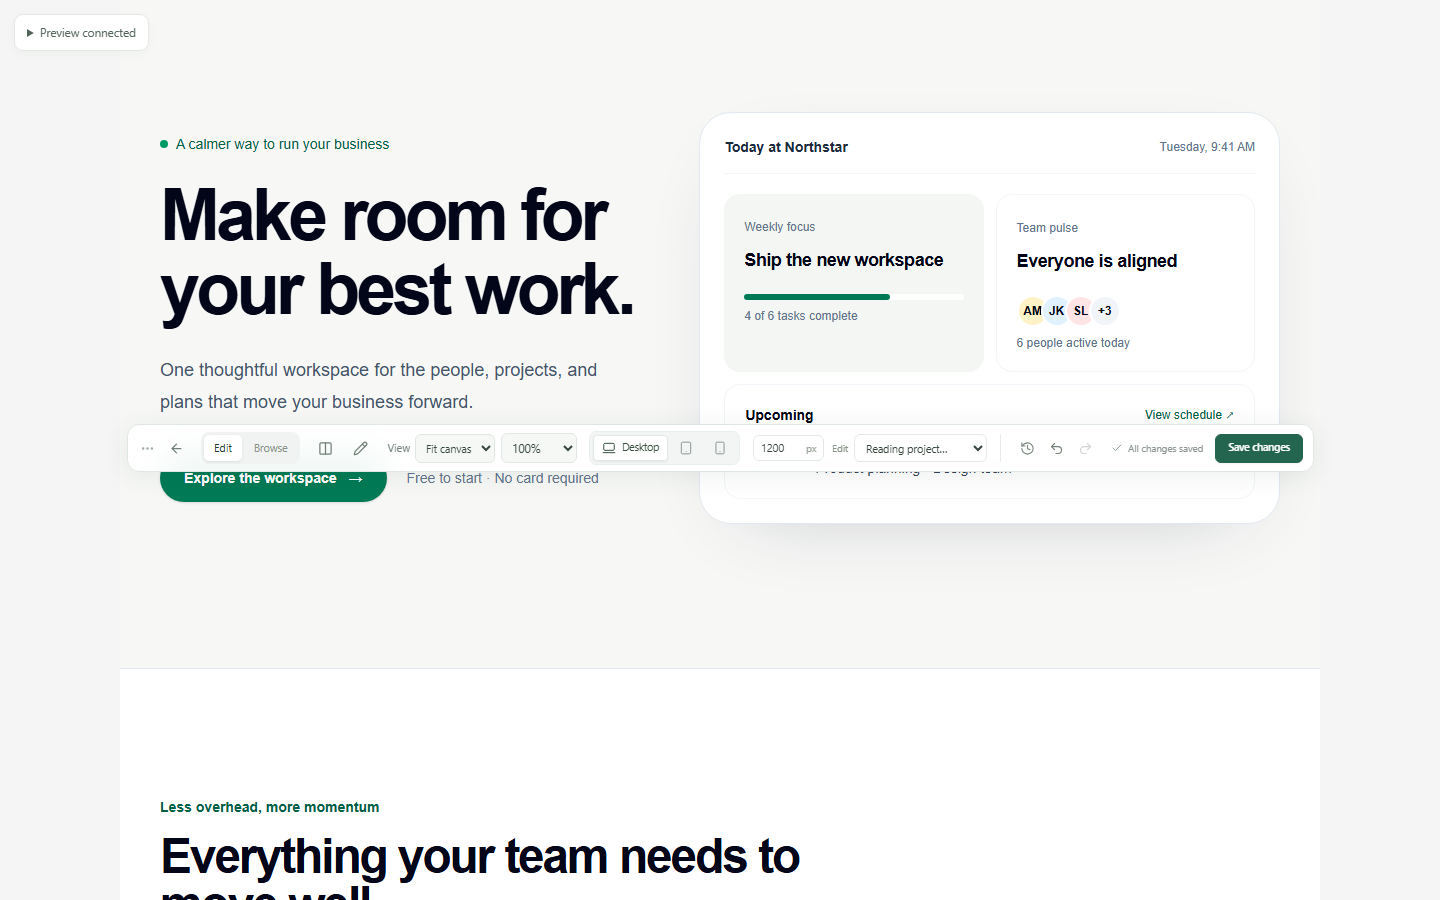 Preview connected
A calmer way to run your business
Make room for
your best work.
One thoughtful workspace for the people, projects, and
plans that move your business forward.
Explore the workspace →
Free to start · No card required
Today at Northstar
Tuesday, 9:41 AM
Weekly focus
Ship the new workspace
4 of 6 tasks complete
Team pulse
Everyone is aligned
AM JK SL +3
6 people active today
Upcoming
View schedule ↗
Edit
Browse
View
Fit canvas
100%
Desktop
1200 px
Edit
Reading project...
All changes saved
Save changes
Less overhead, more momentum
Everything your team needs to